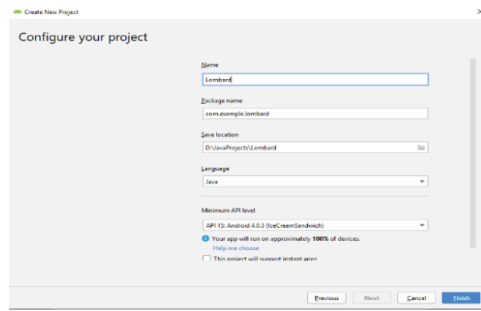 Create New Project
Configure your project
Name
Lombard
Package name
com.example.lombard
Save location
D:\JavaProjects\Lombard
Language
Java
Minimum API level
API 15: Android 4.0.3 (IceCreamSandwich)
Your app will run on approximately 100% of devices.
Help me choose
This project will support instant apps
Previous
Next
Cancel
Finish